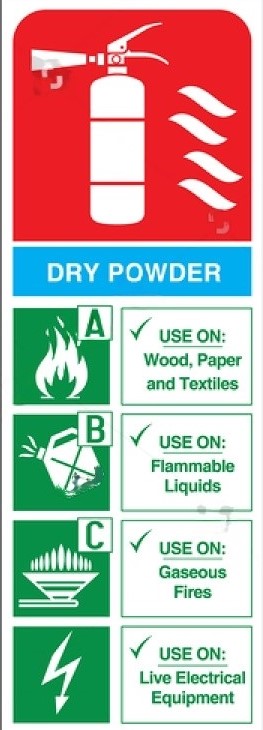 DRY POWDER
A
USE ON:
Wood, Paper
and Textiles
B
USE ON:
Flammable
Liquids
C
USE ON:
Gaseous
Fires
USE ON:
Live Electrical
Equipment